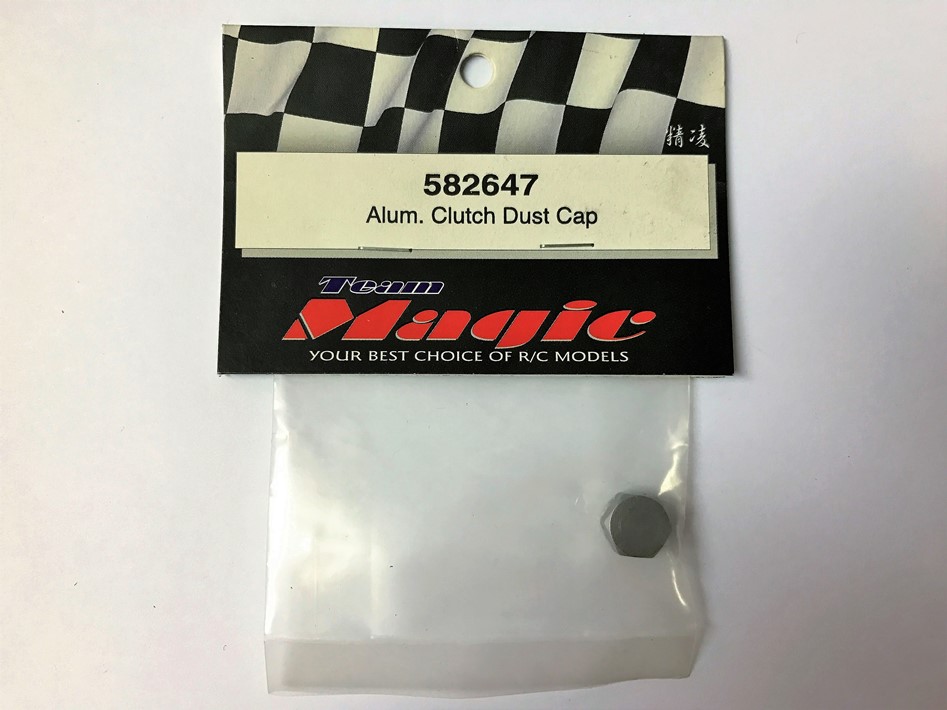 精凌
582647
Alum. Clutch Dust Cap
Team
Magic
YOUR BEST CHOICE OF R/C MODELS